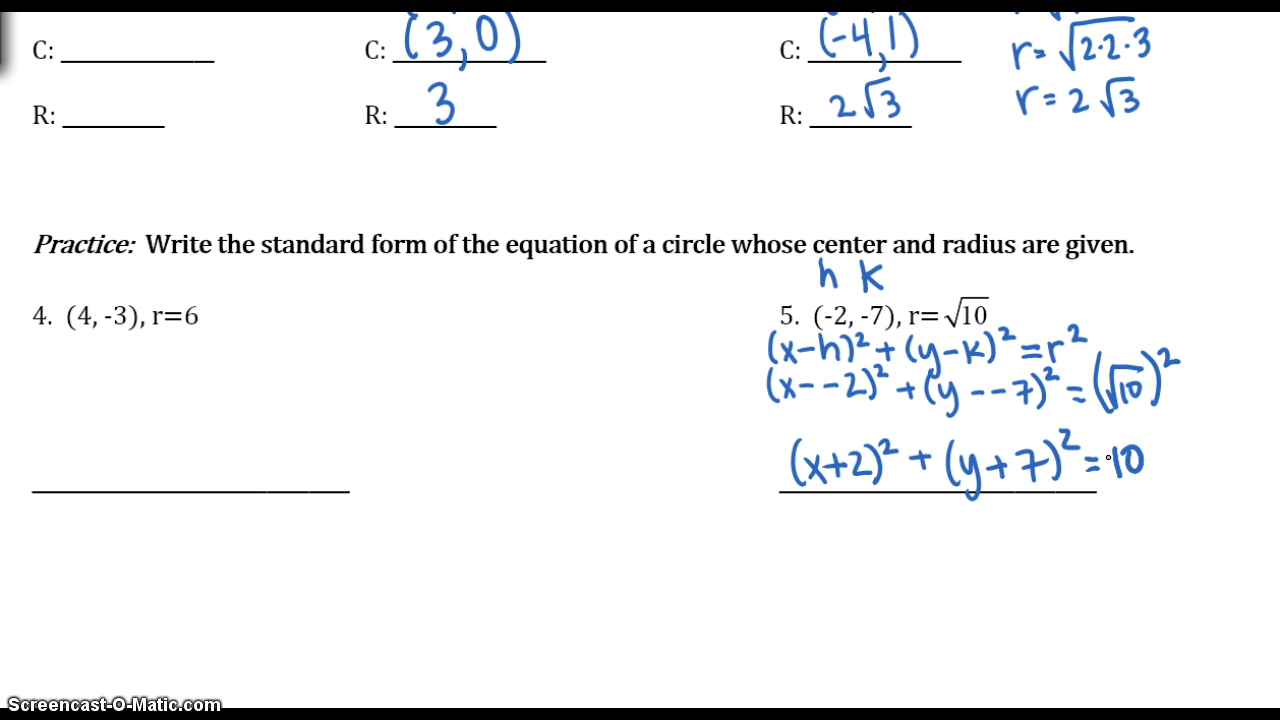 C: ____________ C: (3, 0) C: (-4, 1) r= √2·2·3
R: ________ R: 3 R: 2√3 r= 2√3
Practice: Write the standard form of the equation of a circle whose center and radius are given.
h k
4. (4, -3), r=6 5. (-2, -7), r=√10
(x-h)² + (y-k)² = r²
(x--2)² + (y--7)² = (√10)²
(x+2)² + (y+7)² = 10
Screencast-O-Matic.com